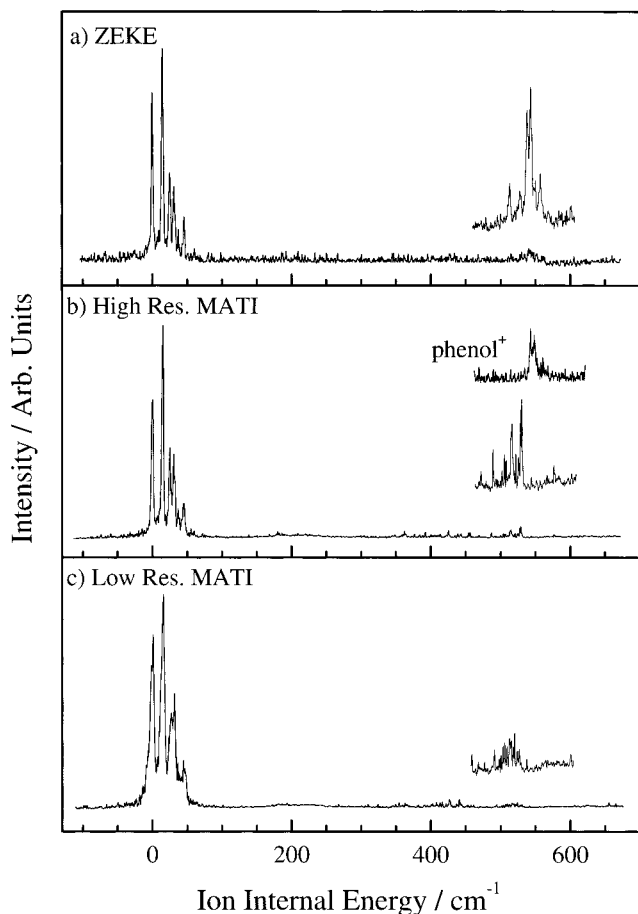 a) ZEKE
b) High Res. MATI
phenol+
c) Low Res. MATI
Intensity / Arb. Units
0 200 400 600
Ion Internal Energy / cm-1